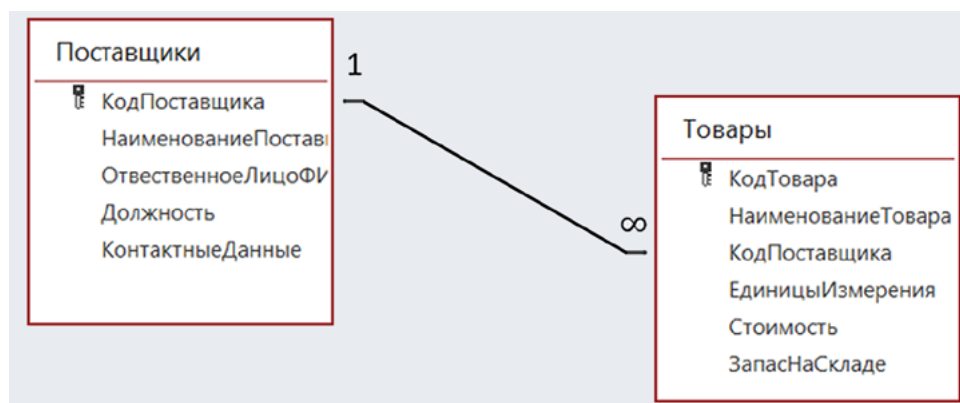 Поставщики
1
КодПоставщика
НаименованиеПостав
ОтвественноеЛицоФИ
Должность
КонтактныеДанные
Товары
КодТовара
НаименованиеТовара
∞
КодПоставщика
ЕдиницыИзмерения
Стоимость
ЗапасНаСкладе